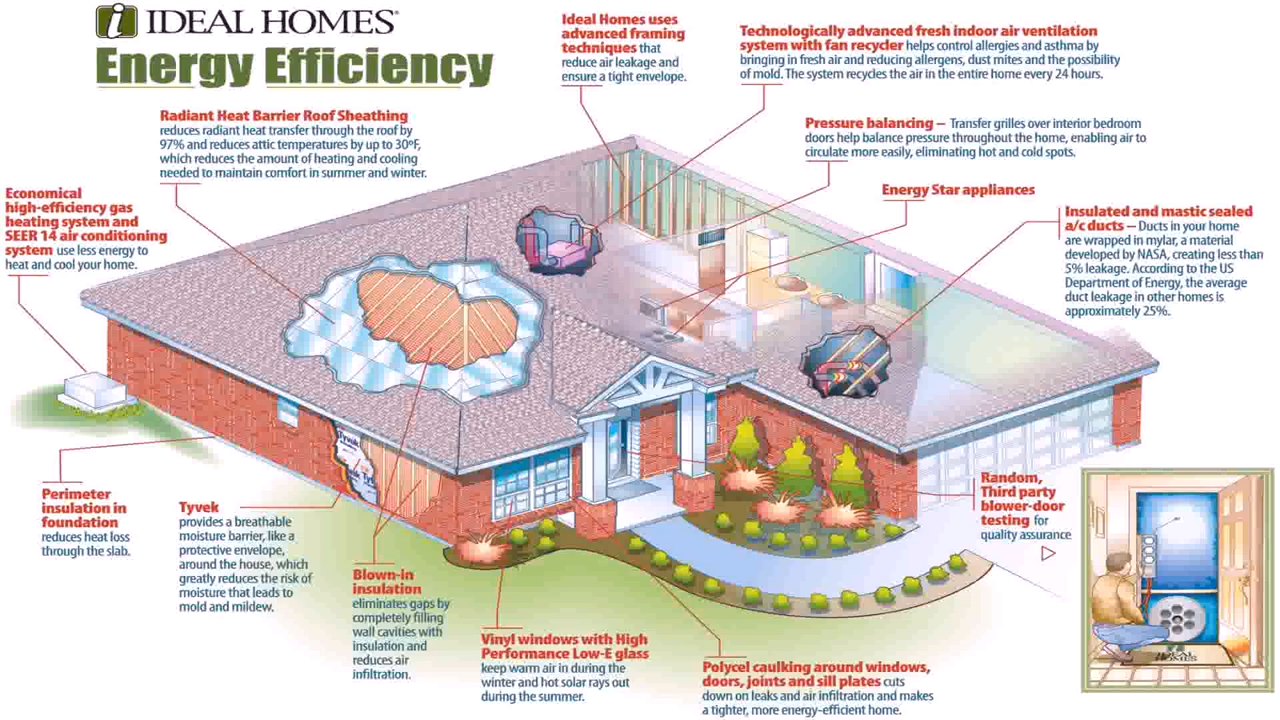 i IDEAL HOMES®
Energy Efficiency
Ideal Homes uses
advanced framing
techniques that
reduce air leakage and
ensure a tight envelope.
Technologically advanced fresh indoor air ventilation
system with fan recycler helps control allergies and asthma by
bringing in fresh air and reducing allergens, dust mites and the possibility
of mold. The system recycles the air in the entire home every 24 hours.
Radiant Heat Barrier Roof Sheathing
reduces radiant heat transfer through the roof by
97% and reduces attic temperatures by up to 30ºF,
which reduces the amount of heating and cooling
needed to maintain comfort in summer and winter.
Pressure balancing – Transfer grilles over interior bedroom
doors help balance pressure throughout the home, enabling air to
circulate more easily, eliminating hot and cold spots.
Energy Star appliances
Economical
high-efficiency gas
heating system and
SEER 14 air conditioning
system use less energy to
heat and cool your home.
Insulated and mastic sealed
a/c ducts – Ducts in your home
are wrapped in mylar, a material
developed by NASA, creating less than
5% leakage. According to the US
Department of Energy, the average
duct leakage in other homes is
approximately 25%.
Tyvek
Tyvek
Perimeter
insulation in
foundation
reduces heat loss
through the slab.
Tyvek
provides a breathable
moisture barrier, like a
protective envelope,
around the house, which
greatly reduces the risk of
moisture that leads to
mold and mildew.
Blown-in
insulation
eliminates gaps by
completely filling
wall cavities with
insulation and
reduces air
infiltration.
Vinyl windows with High
Performance Low-E glass
keep warm air in during the
winter and hot solar rays out
during the summer.
Polycel caulking around windows,
doors, joints and sill plates cuts
down on leaks and air infiltration and makes
a tighter, more energy-efficient home.
Random,
Third party
blower-door
testing for
quality assurance
IDEAL
HOMES